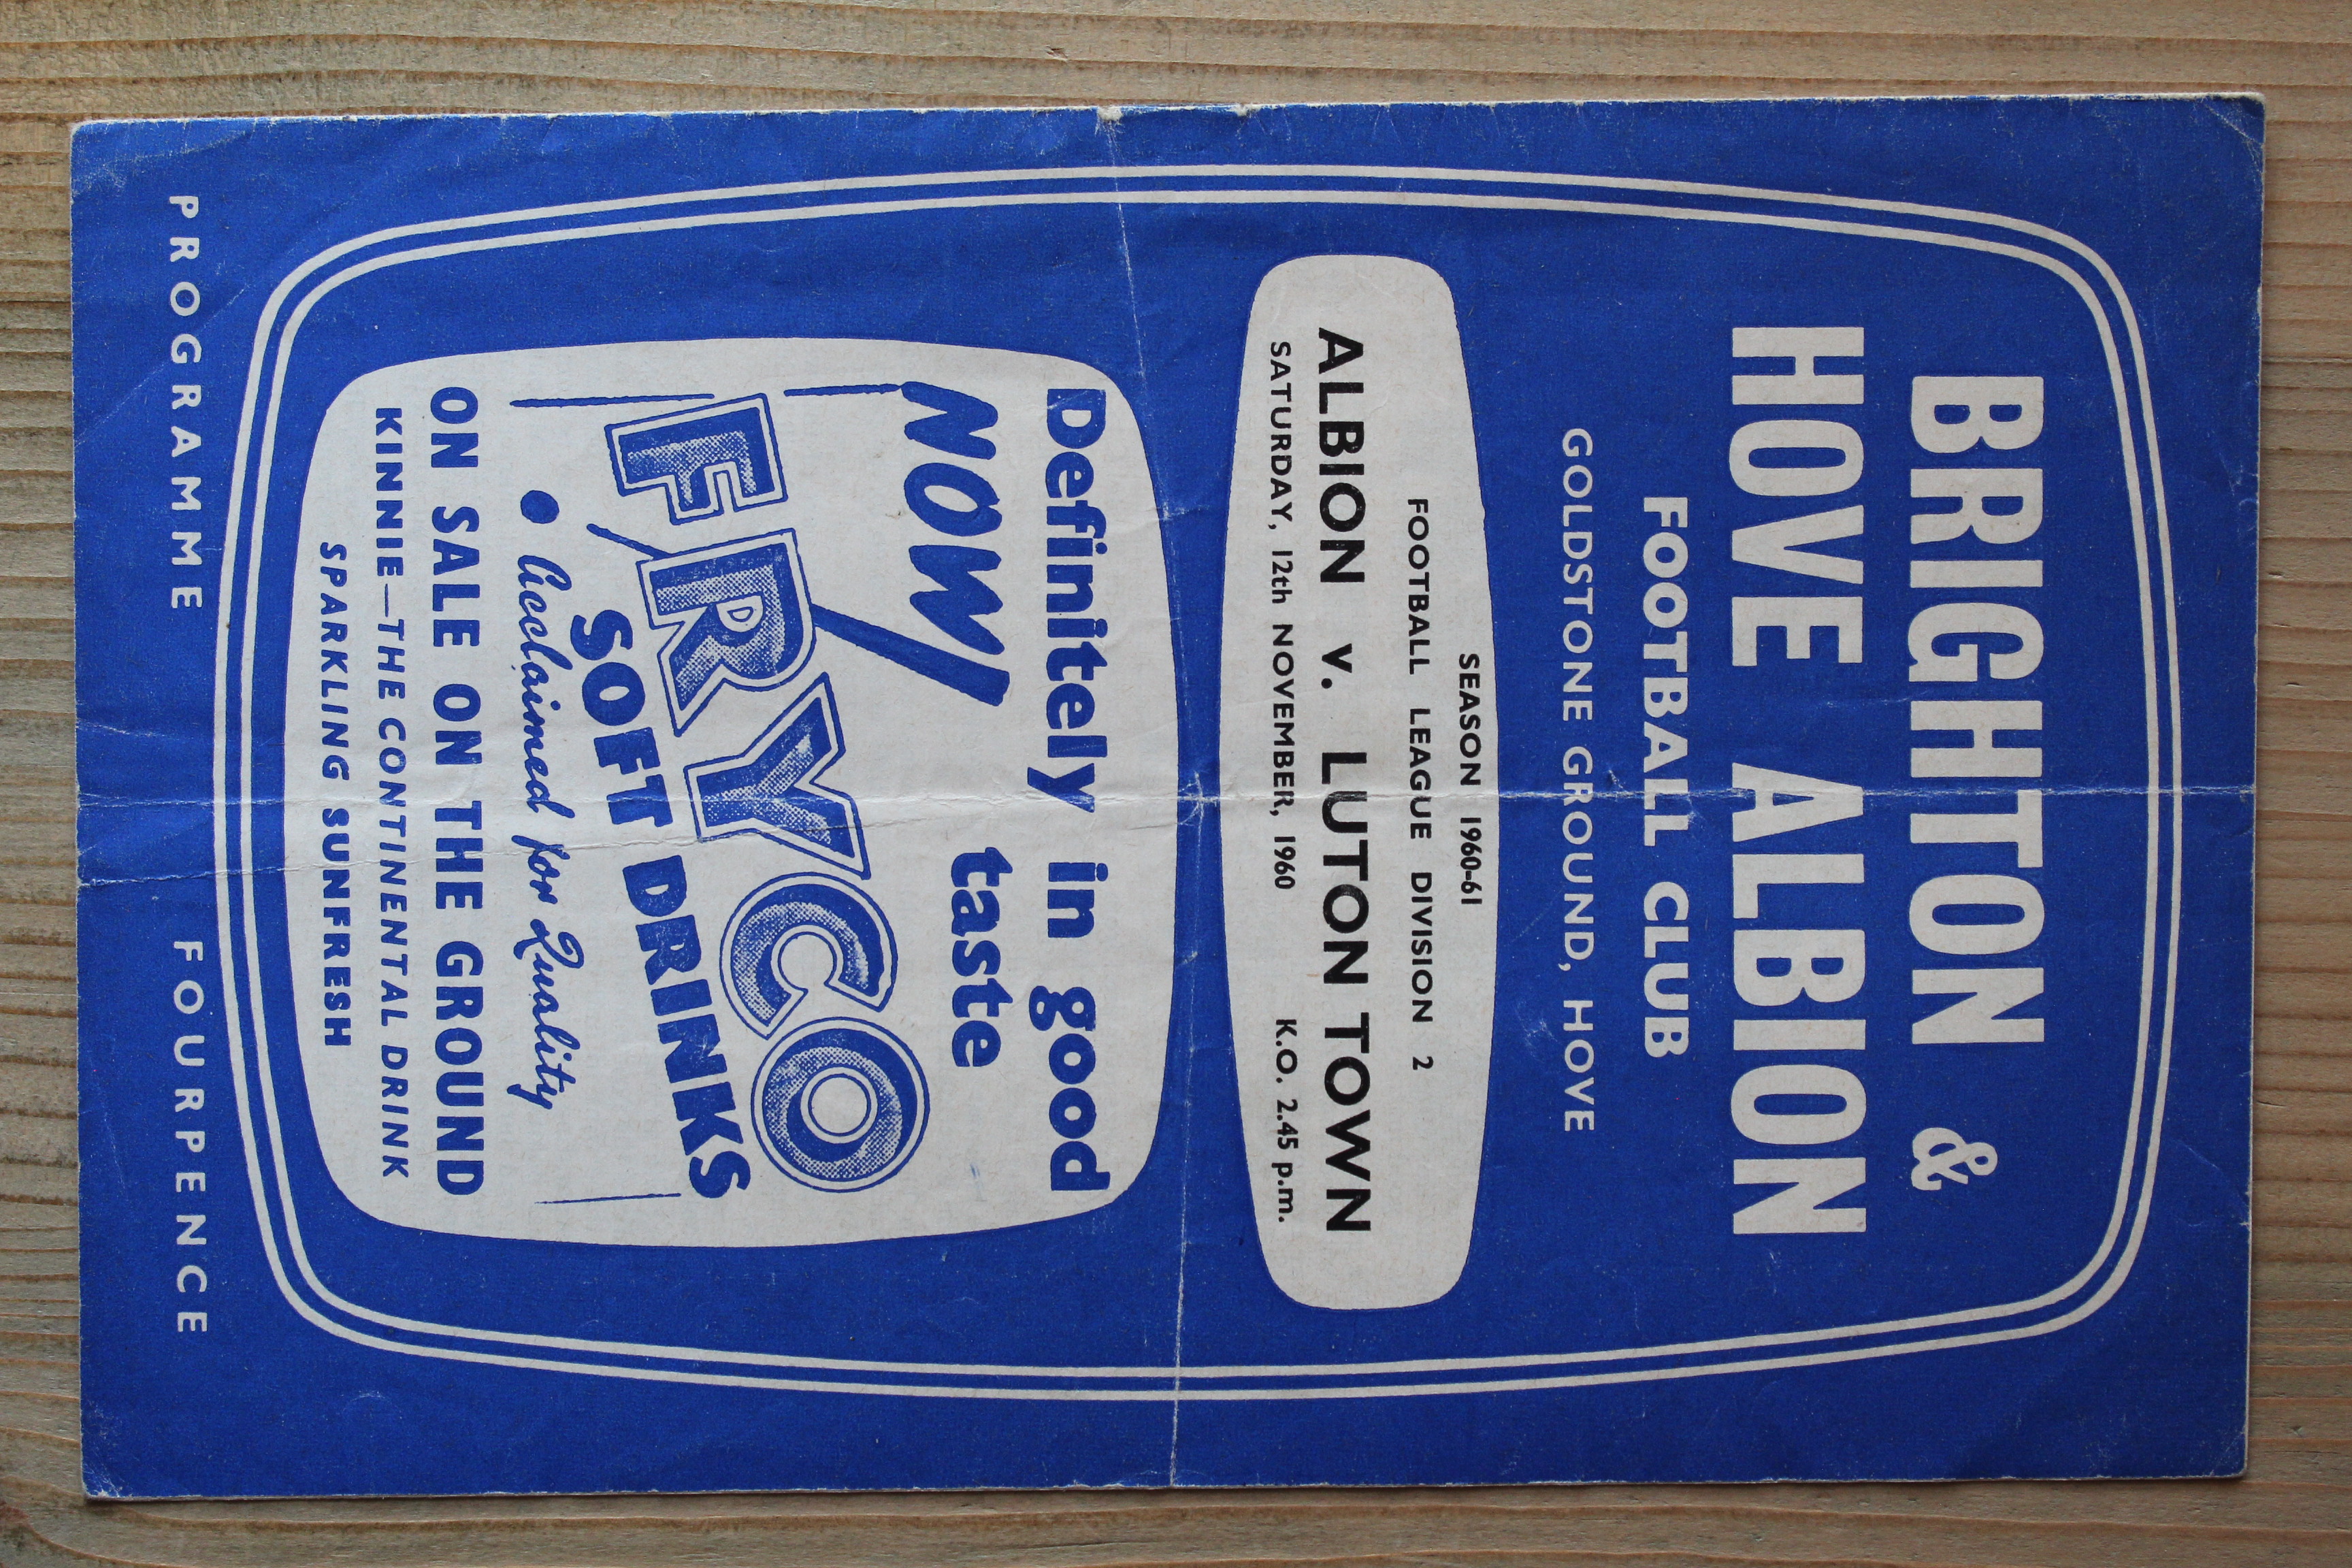 BRIGHTON &
HOVE ALBION
FOOTBALL CLUB
GOLDSTONE GROUND, HOVE
SEASON 1960-61
FOOTBALL LEAGUE DIVISION 2
ALBION v. LUTON TOWN
SATURDAY, 12th NOVEMBER, 1960 K.O. 2.45 p.m.
Definitely in good
taste
NOW
FRYCO
SOFT DRINKS
• Acclaimed for Quality
ON SALE ON THE GROUND
KINNIE—THE CONTINENTAL DRINK
SPARKLING SUNFRESH
PROGRAMME FOURPENCE